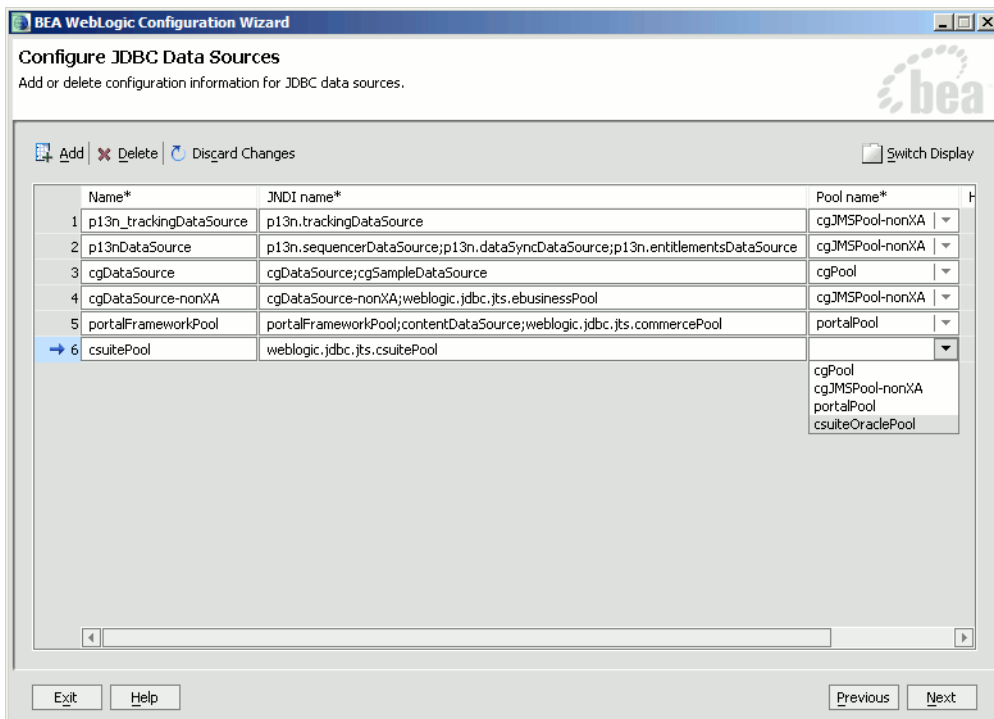 BEA WebLogic Configuration Wizard
Configure JDBC Data Sources
Add or delete configuration information for JDBC data sources.
bea
Add Delete Discard Changes Switch Display
Name* JNDI name* Pool name* H
1 p13n_trackingDataSource p13n.trackingDataSource cgJMSPool-nonXA
2 p13nDataSource p13n.sequencerDataSource;p13n.dataSyncDataSource;p13n.entitlementsDataSource cgJMSPool-nonXA
3 cgDataSource cgDataSource;cgSampleDataSource cgPool
4 cgDataSource-nonXA cgDataSource-nonXA;weblogic.jdbc.jts.ebusinessPool cgJMSPool-nonXA
5 portalFrameworkPool portalFrameworkPool;contentDataSource;weblogic.jdbc.jts.commercePool portalPool
6 csuitePool weblogic.jdbc.jts.csuitePool
cgPool
cgJMSPool-nonXA
portalPool
csuiteOraclePool
Exit Help Previous Next